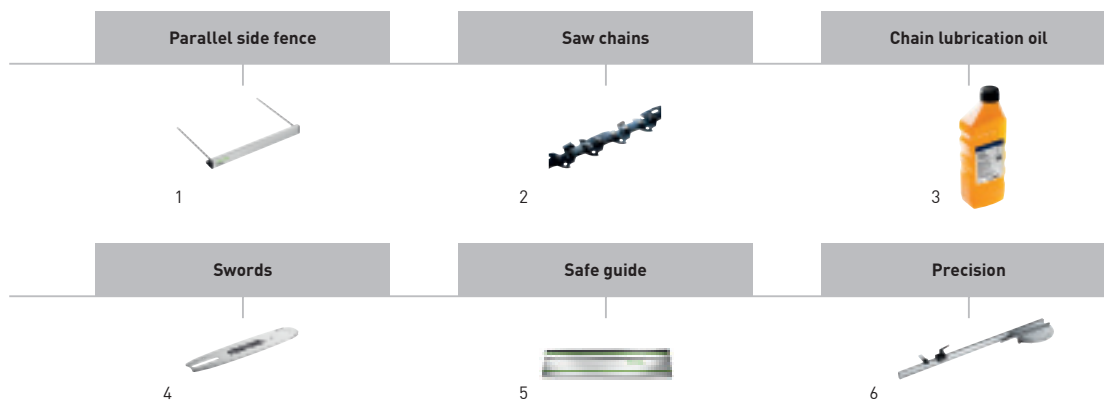 Parallel side fence
Saw chains
Chain lubrication oil
1
2
3
Swords
Safe guide
Precision
4
5
6